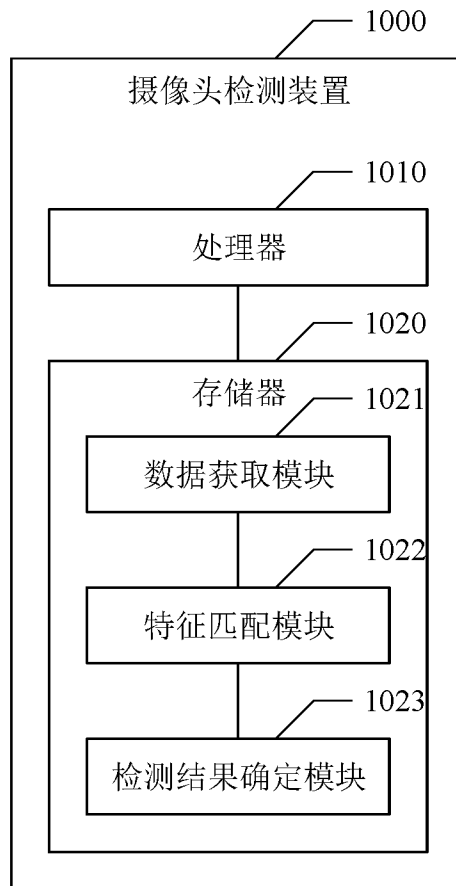 1000
摄像头检测装置
1010
处理器
1020
存储器
1021
数据获取模块
1022
特征匹配模块
1023
检测结果确定模块